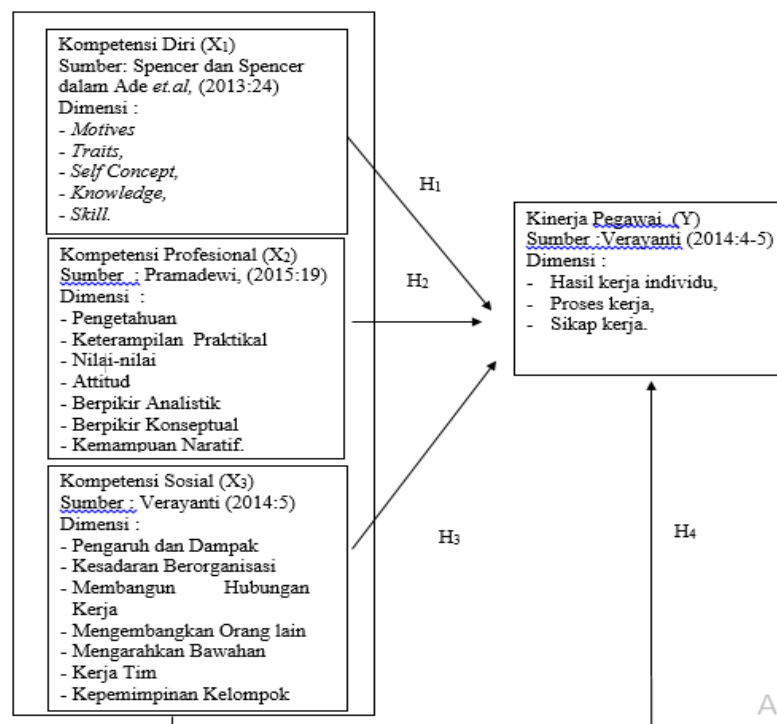 Kompetensi Diri (X1)
Sumber: Spencer dan Spencer
dalam Ade et.al, (2013:24)
Dimensi :
- Motives
- Traits,
- Self Concept,
- Knowledge,
- Skill.
H1
Kompetensi Profesional (X2)
Sumber : Pramadewi, (2015:19)
Dimensi :
- Pengetahuan
- Keterampilan Praktikal
- Nilai-nilai
- Attitud
- Berpikir Analistik
- Berpikir Konseptual
- Kemampuan Naratif.
H2
Kompetensi Sosial (X3)
Sumber : Verayanti (2014:5)
Dimensi :
- Pengaruh dan Dampak
- Kesadaran Berorganisasi
- Membangun Hubungan
Kerja
- Mengembangkan Orang lain
- Mengarahkan Bawahan
- Kerja Tim
- Kepemimpinan Kelompok
H3
Kinerja Pegawai (Y)
Sumber :Verayanti (2014:4-5)
Dimensi :
- Hasil kerja individu,
- Proses kerja,
- Sikap kerja.
H4
A